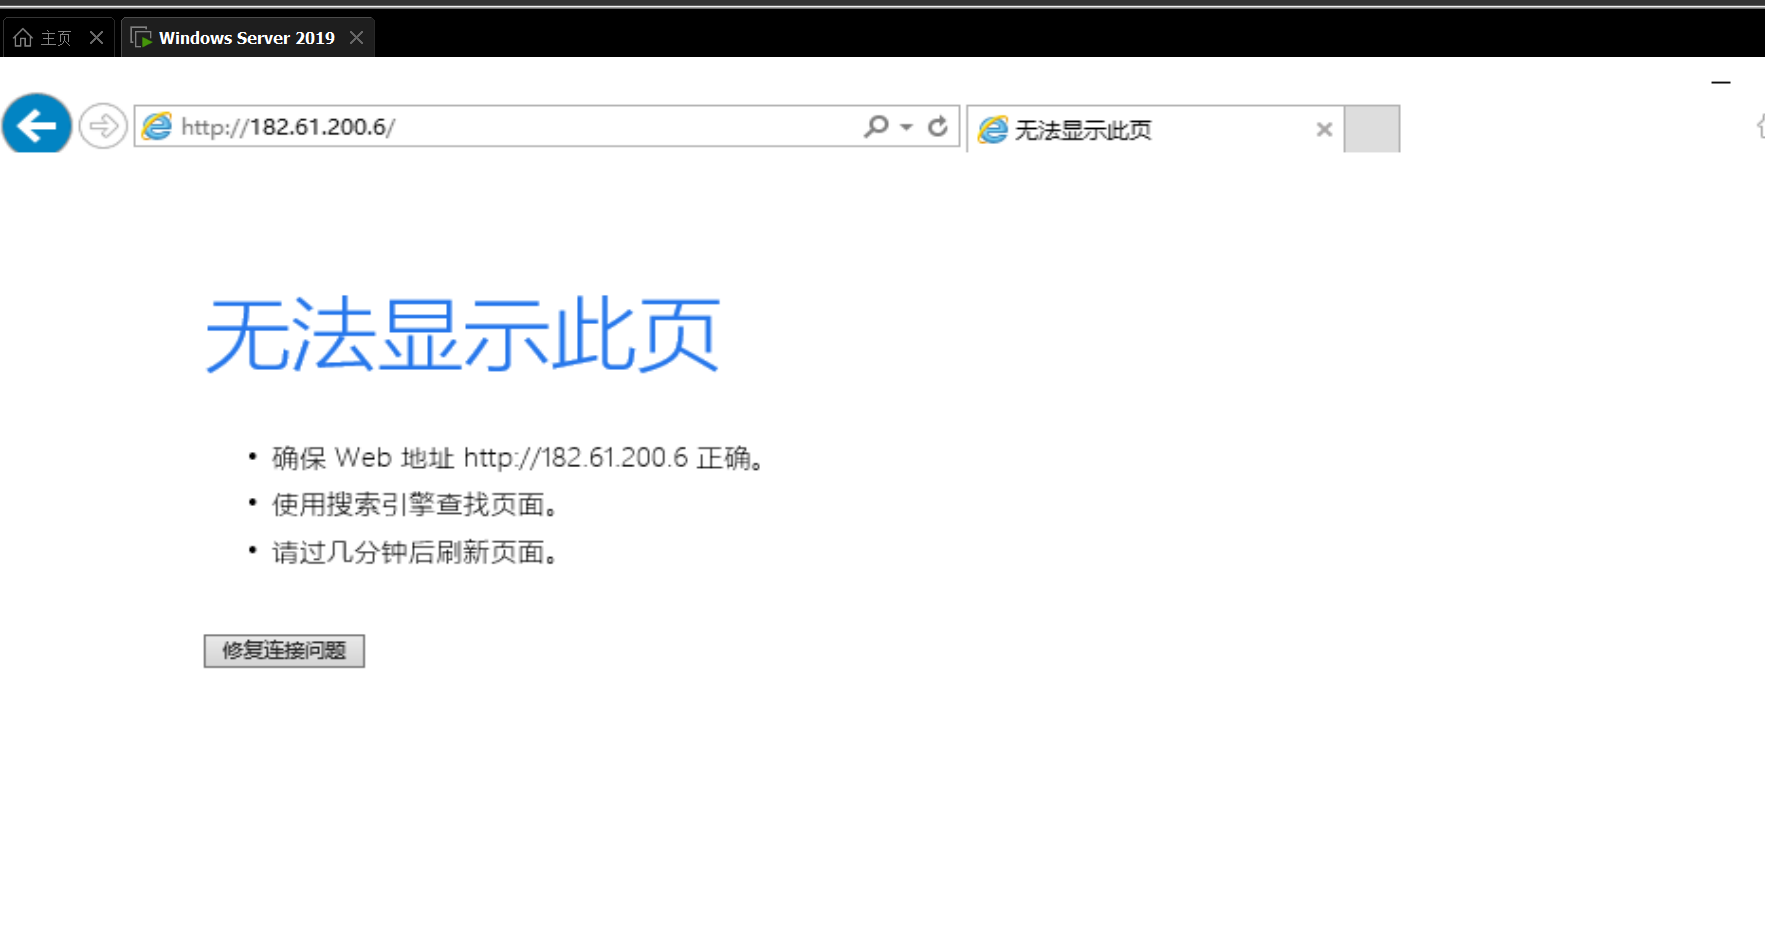 主页
Windows Server 2019
http://182.61.200.6/
无法显示此页
无法显示此页
• 确保 Web 地址 http://182.61.200.6 正确。
• 使用搜索引擎查找页面。
• 请过几分钟后刷新页面。
修复连接问题